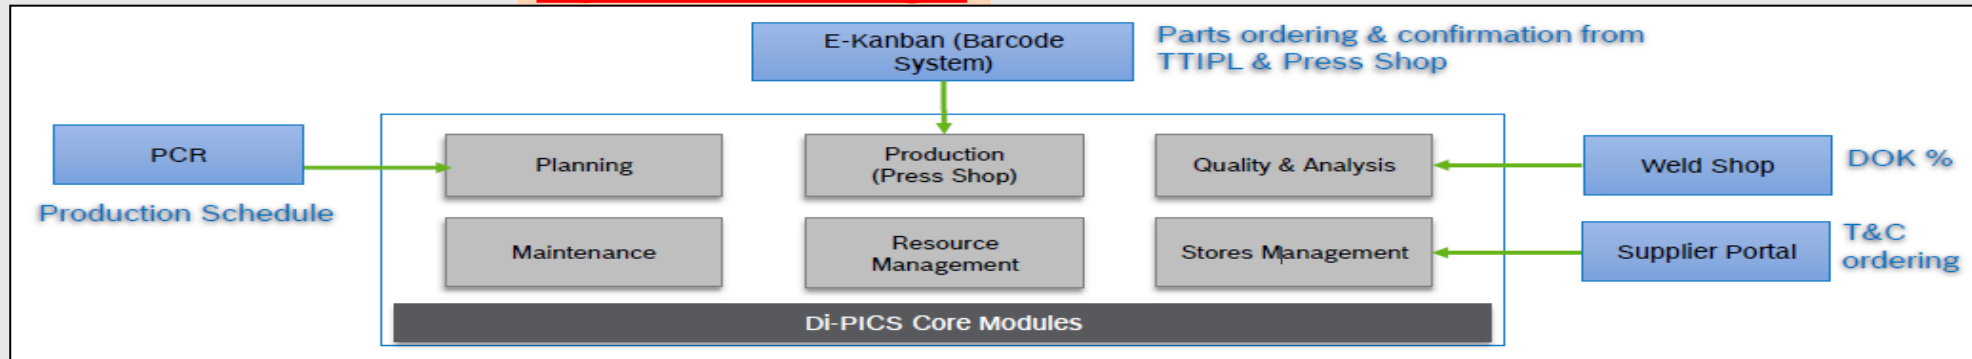 E-Kanban (Barcode
System)
Parts ordering & confirmation from
TTIPL & Press Shop
PCR
Production Schedule
Planning
Production
(Press Shop)
Quality & Analysis
Weld Shop
DOK %
Maintenance
Resource
Management
Stores Management
Supplier Portal
T&C
ordering
Di-PICS Core Modules